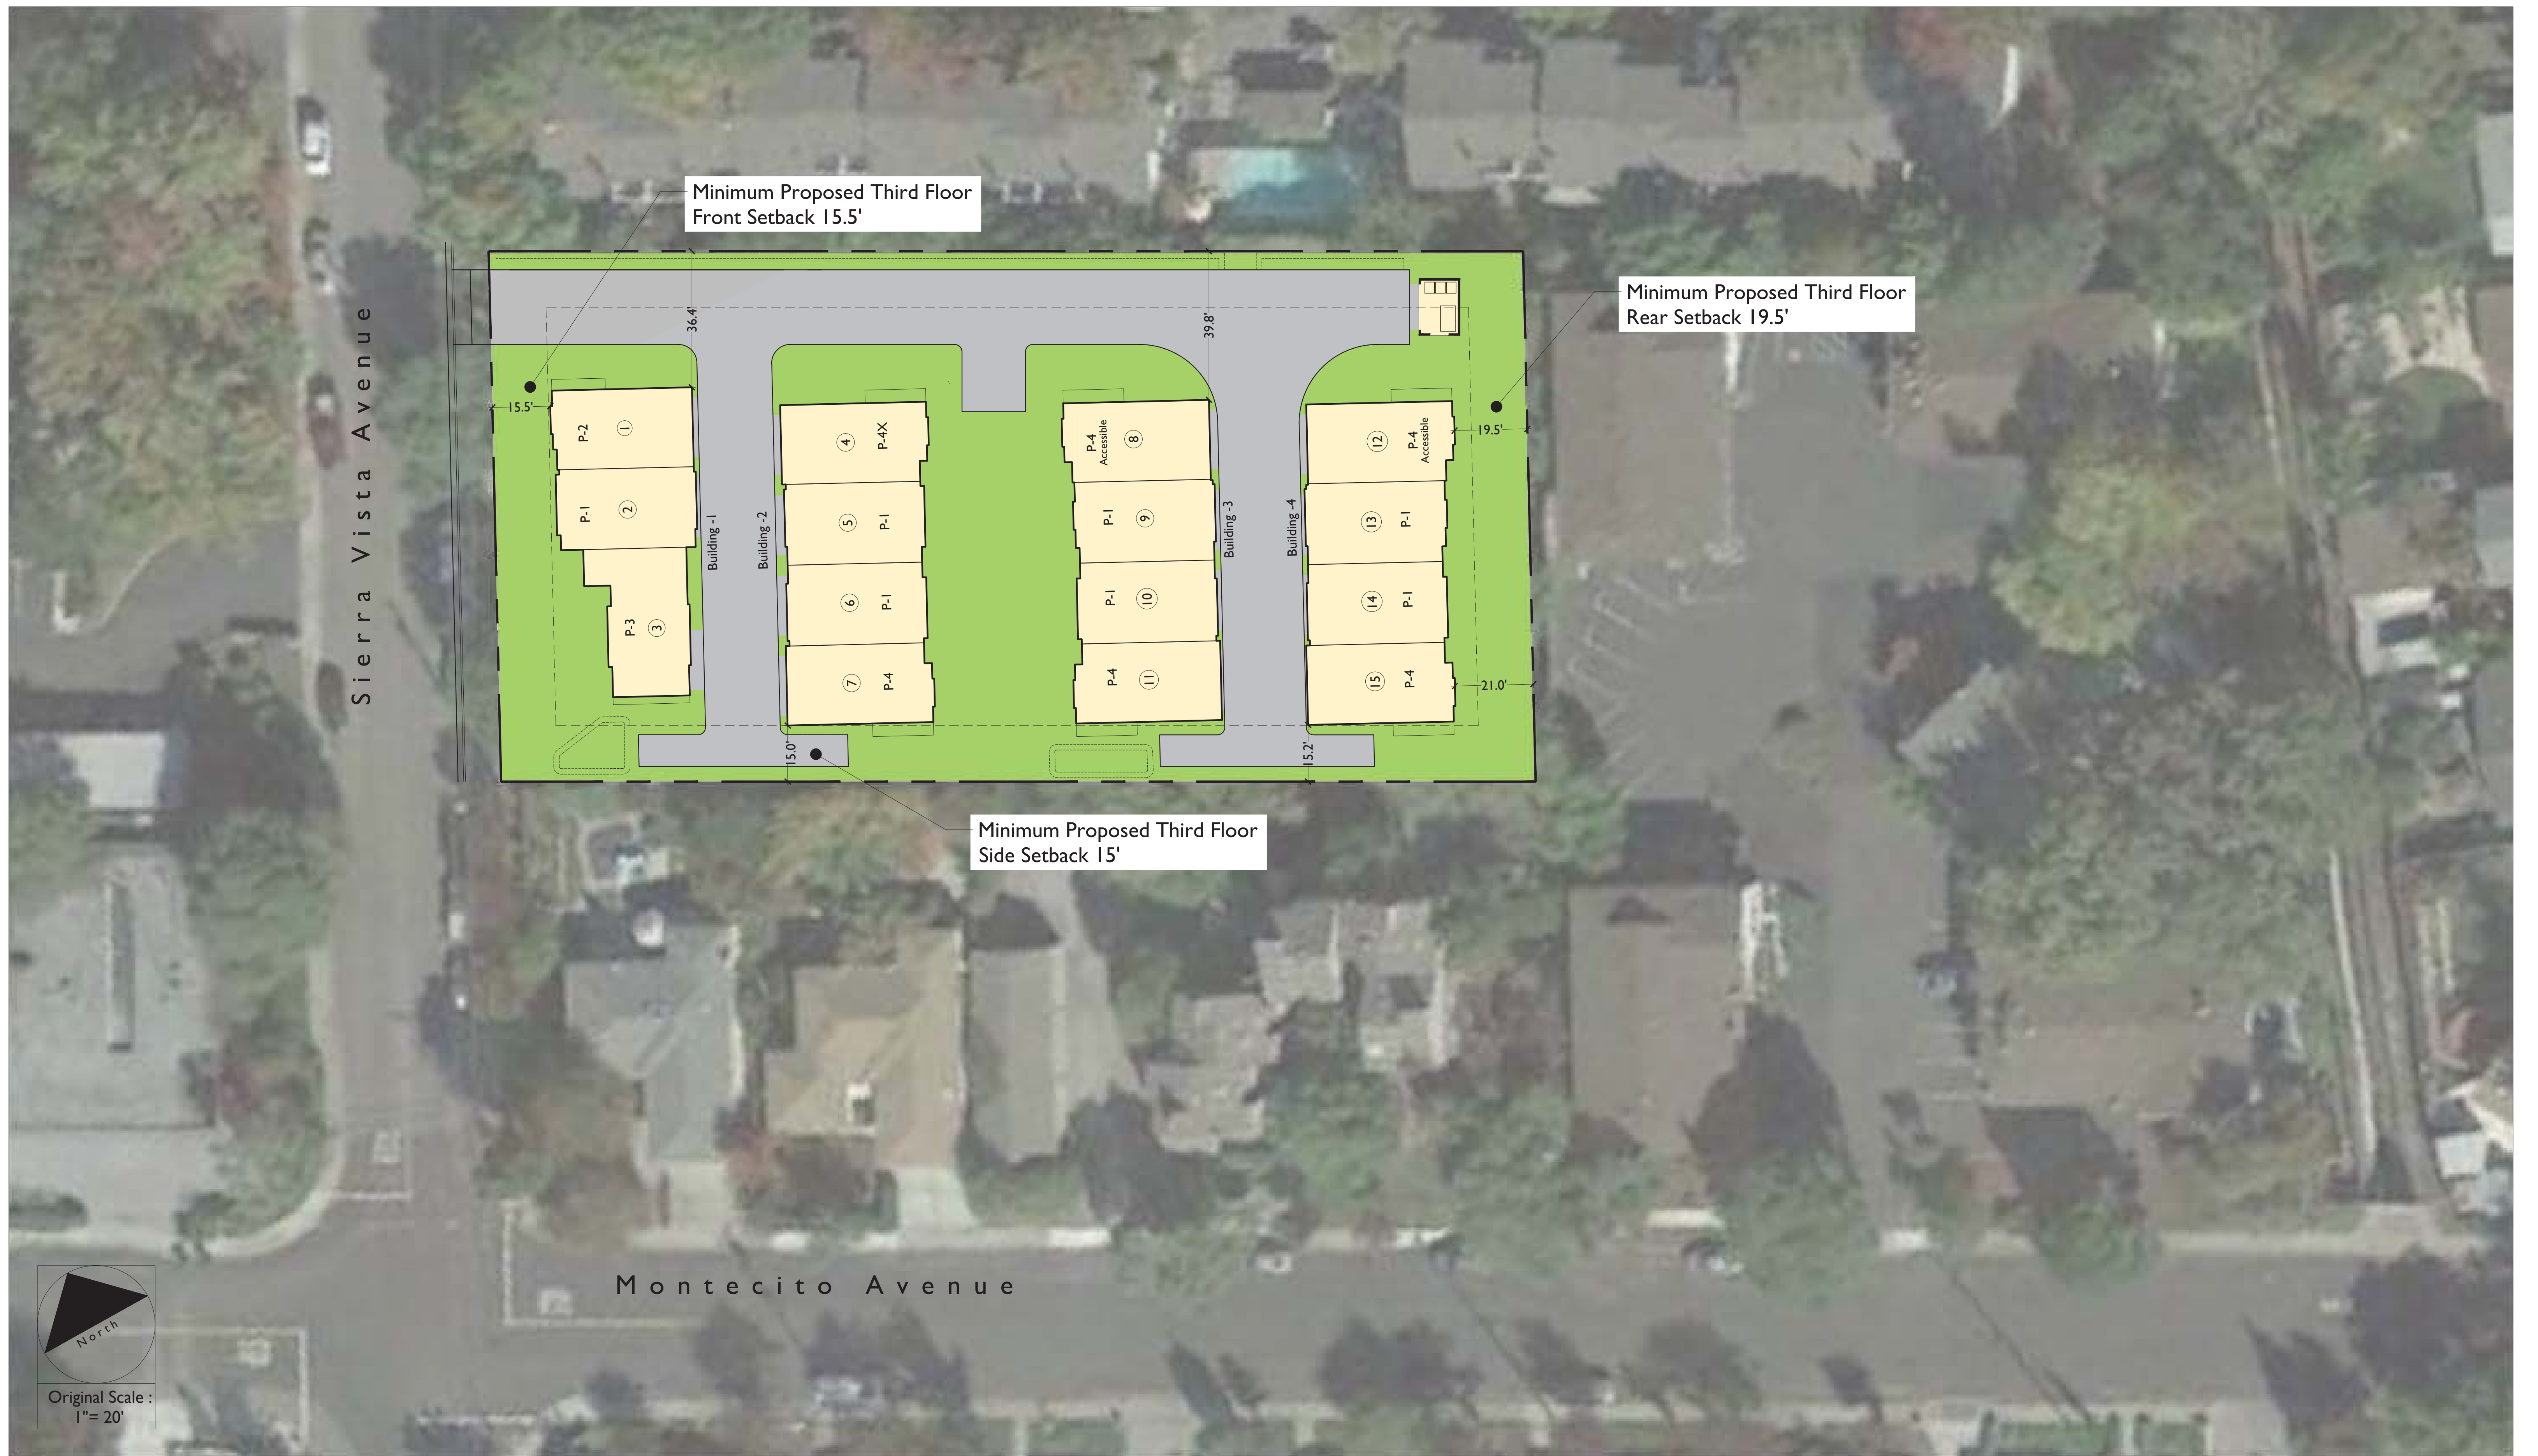 Minimum Proposed Third Floor
Front Setback 15.5'
Minimum Proposed Third Floor
Rear Setback 19.5'
Sierra Vista Avenue
36.4'
39.8'
15.5'
19.5'
P-2
1
P-1
2
P-3
3
Building -1
Building -2
4
P-4X
5
P-1
6
P-1
7
P-4
P-4
Accessible
8
P-1
9
P-1
10
P-4
11
Building -3
Building -4
12
P-4
Accessible
13
P-1
14
P-1
15
P-4
21.0'
15.0'
15.2'
Minimum Proposed Third Floor
Side Setback 15'
Montecito Avenue
North
Original Scale :
1"= 20'